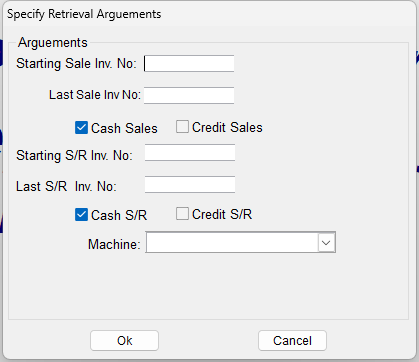 Specify Retrieval Arguements
Arguements
Starting Sale Inv. No:
Last Sale Inv No:
Cash Sales Credit Sales
Starting S/R Inv. No:
Last S/R Inv. No:
Cash S/R Credit S/R
Machine:
Ok Cancel